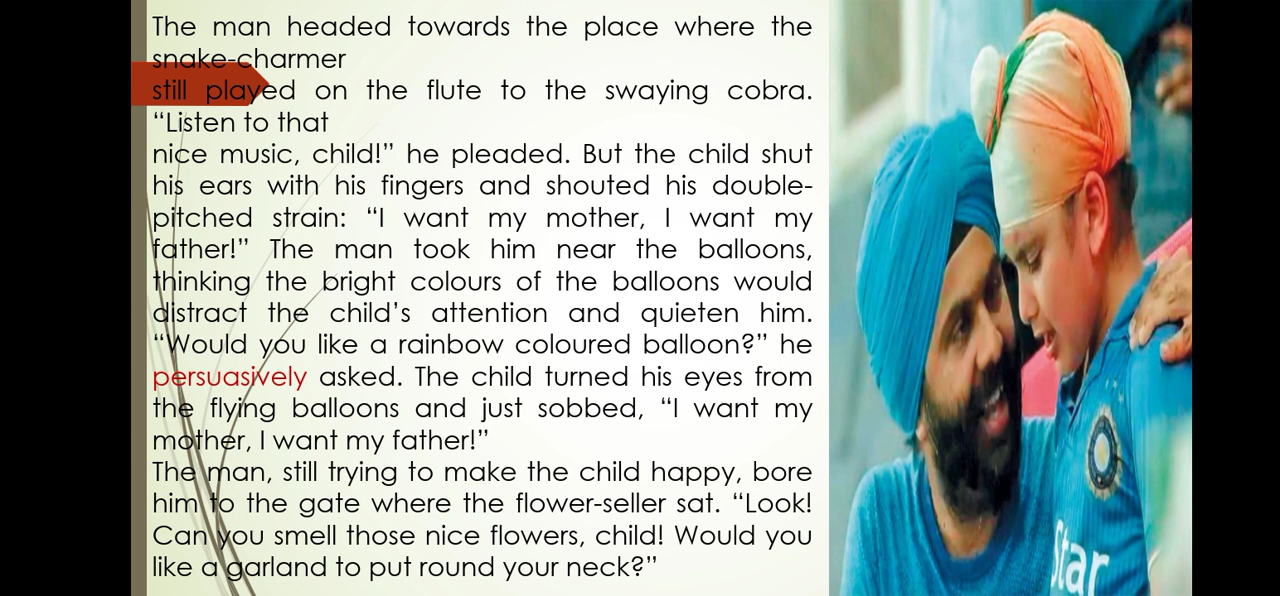 The man headed towards the place where the
snake-charmer
still played on the flute to the swaying cobra.
“Listen to that
nice music, child!” he pleaded. But the child shut
his ears with his fingers and shouted his double-
pitched strain: “I want my mother, I want my
father!” The man took him near the balloons,
thinking the bright colours of the balloons would
distract the child’s attention and quieten him.
“Would you like a rainbow coloured balloon?” he
persuasively asked. The child turned his eyes from
the flying balloons and just sobbed, “I want my
mother, I want my father!”
The man, still trying to make the child happy, bore
him to the gate where the flower-seller sat. “Look!
Can you smell those nice flowers, child! Would you
like a garland to put round your neck?”
Star